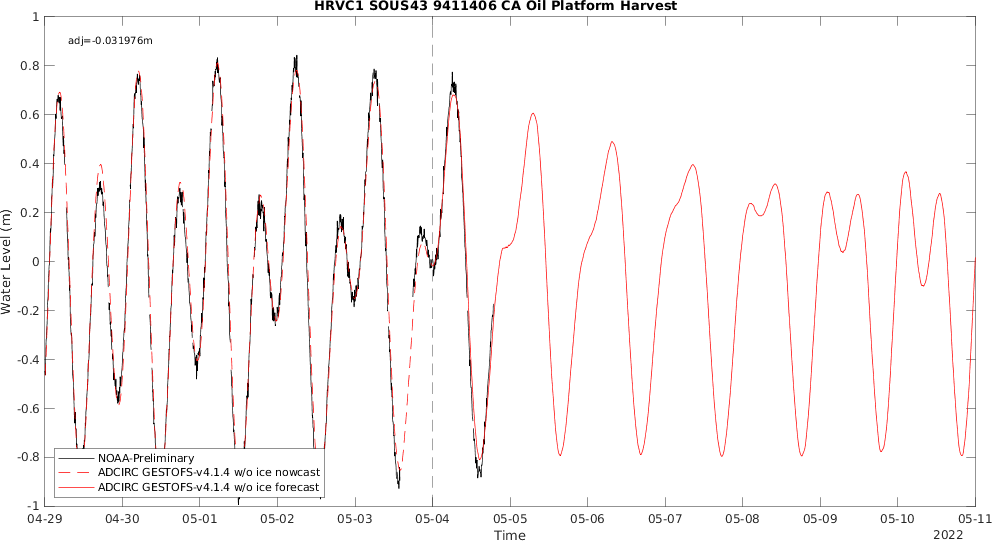 HRVC1 SOUS43 9411406 CA Oil Platform Harvest
1
adj=-0.031976m
0.8
0.6
0.4
0.2
0
-0.2
-0.4
-0.6
-0.8
-1
Water Level (m)
NOAA-Preliminary
ADCIRC GESTOFS-v4.1.4 w/o ice nowcast
ADCIRC GESTOFS-v4.1.4 w/o ice forecast
04-29 04-30 05-01 05-02 05-03 05-04 05-05 05-06 05-07 05-08 05-09 05-10 05-11
Time
2022